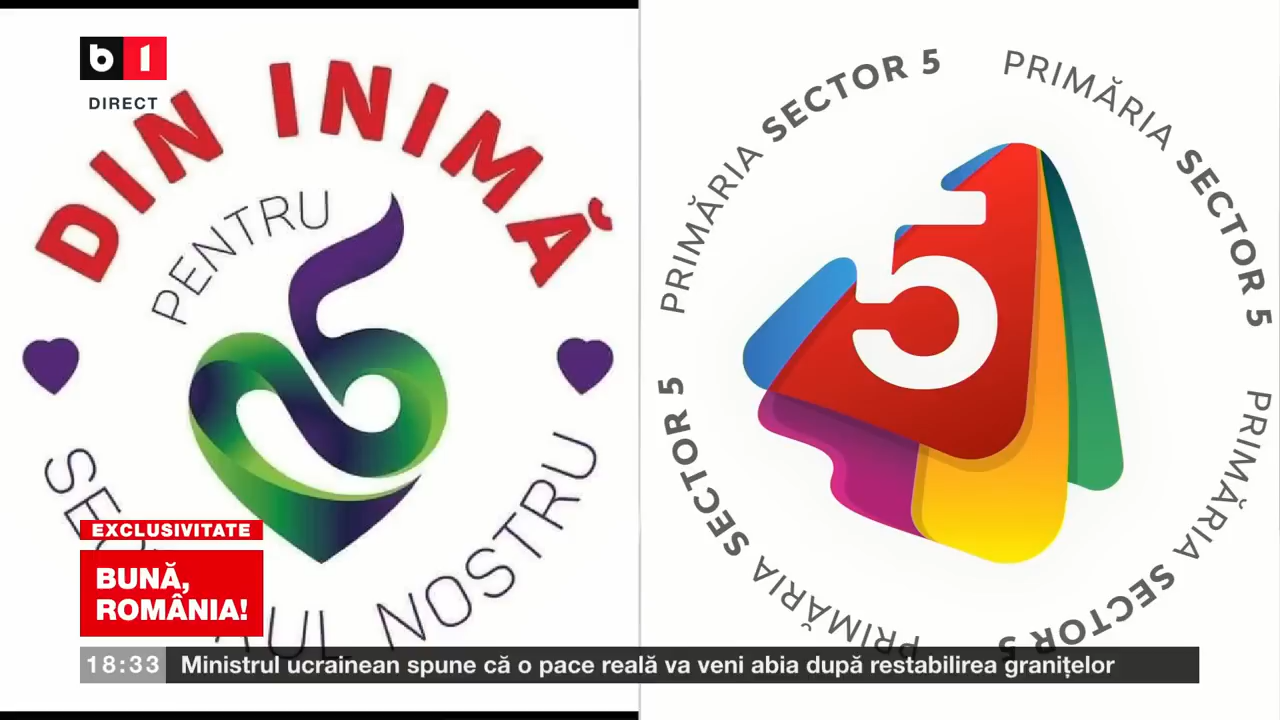 b1
DIRECT
DIN INIMĂ
PENTRU
5
NOSTRU
PRIMĂRIA SECTOR 5
PRIMĂRIA SECTOR 5
PRIMĂRIA SECTOR 5
PRIMĂRIA SECTOR 5
5
EXCLUSIVITATE
BUNĂ,
ROMÂNIA!
18:33 Ministrul ucrainean spune că o pace reală va veni abia după restabilirea granițelor